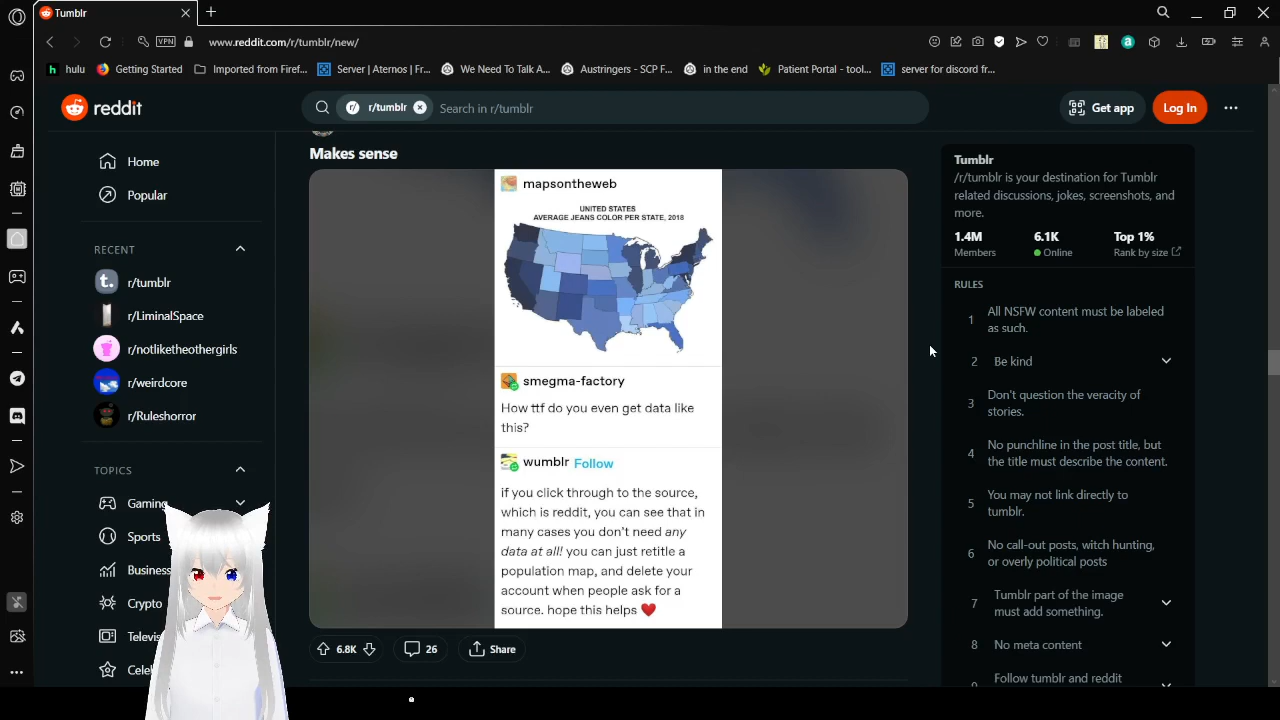 Tumblr
www.reddit.com/r/tumblr/new/
VPN
hulu
Getting Started
Imported from Firef...
Server | Aternos | Fr...
We Need To Talk A...
Austringers - SCP F...
in the end
Patient Portal - tool...
server for discord fr...
reddit
r/tumblr
Search in r/tumblr
Get app
Log In
Home
Popular
RECENT
r/tumblr
r/LiminalSpace
r/notliketheothergirls
r/weirdcore
r/Ruleshorror
TOPICS
Gaming
Sports
Business
Crypto
Televis
Celeb
Makes sense
mapsontheweb
UNITED STATES
AVERAGE JEANS COLOR PER STATE, 2018
smegma-factory
How ttf do you even get data like
this?
wumblr Follow
if you click through to the source,
which is reddit, you can see that in
many cases you don't need any
data at all! you can just retitle a
population map, and delete your
account when people ask for a
source. hope this helps ❤️
6.8K
26
Share
Tumblr
/r/tumblr is your destination for Tumblr
related discussions, jokes, screenshots, and
more.
1.4M
Members
6.1K
Online
Top 1%
Rank by size
RULES
1 All NSFW content must be labeled
as such.
2 Be kind
3 Don't question the veracity of
stories.
4 No punchline in the post title, but
the title must describe the content.
5 You may not link directly to
tumblr.
6 No call-out posts, witch hunting,
or overly political posts
7 Tumblr part of the image
must add something.
8 No meta content
Follow tumblr and reddit